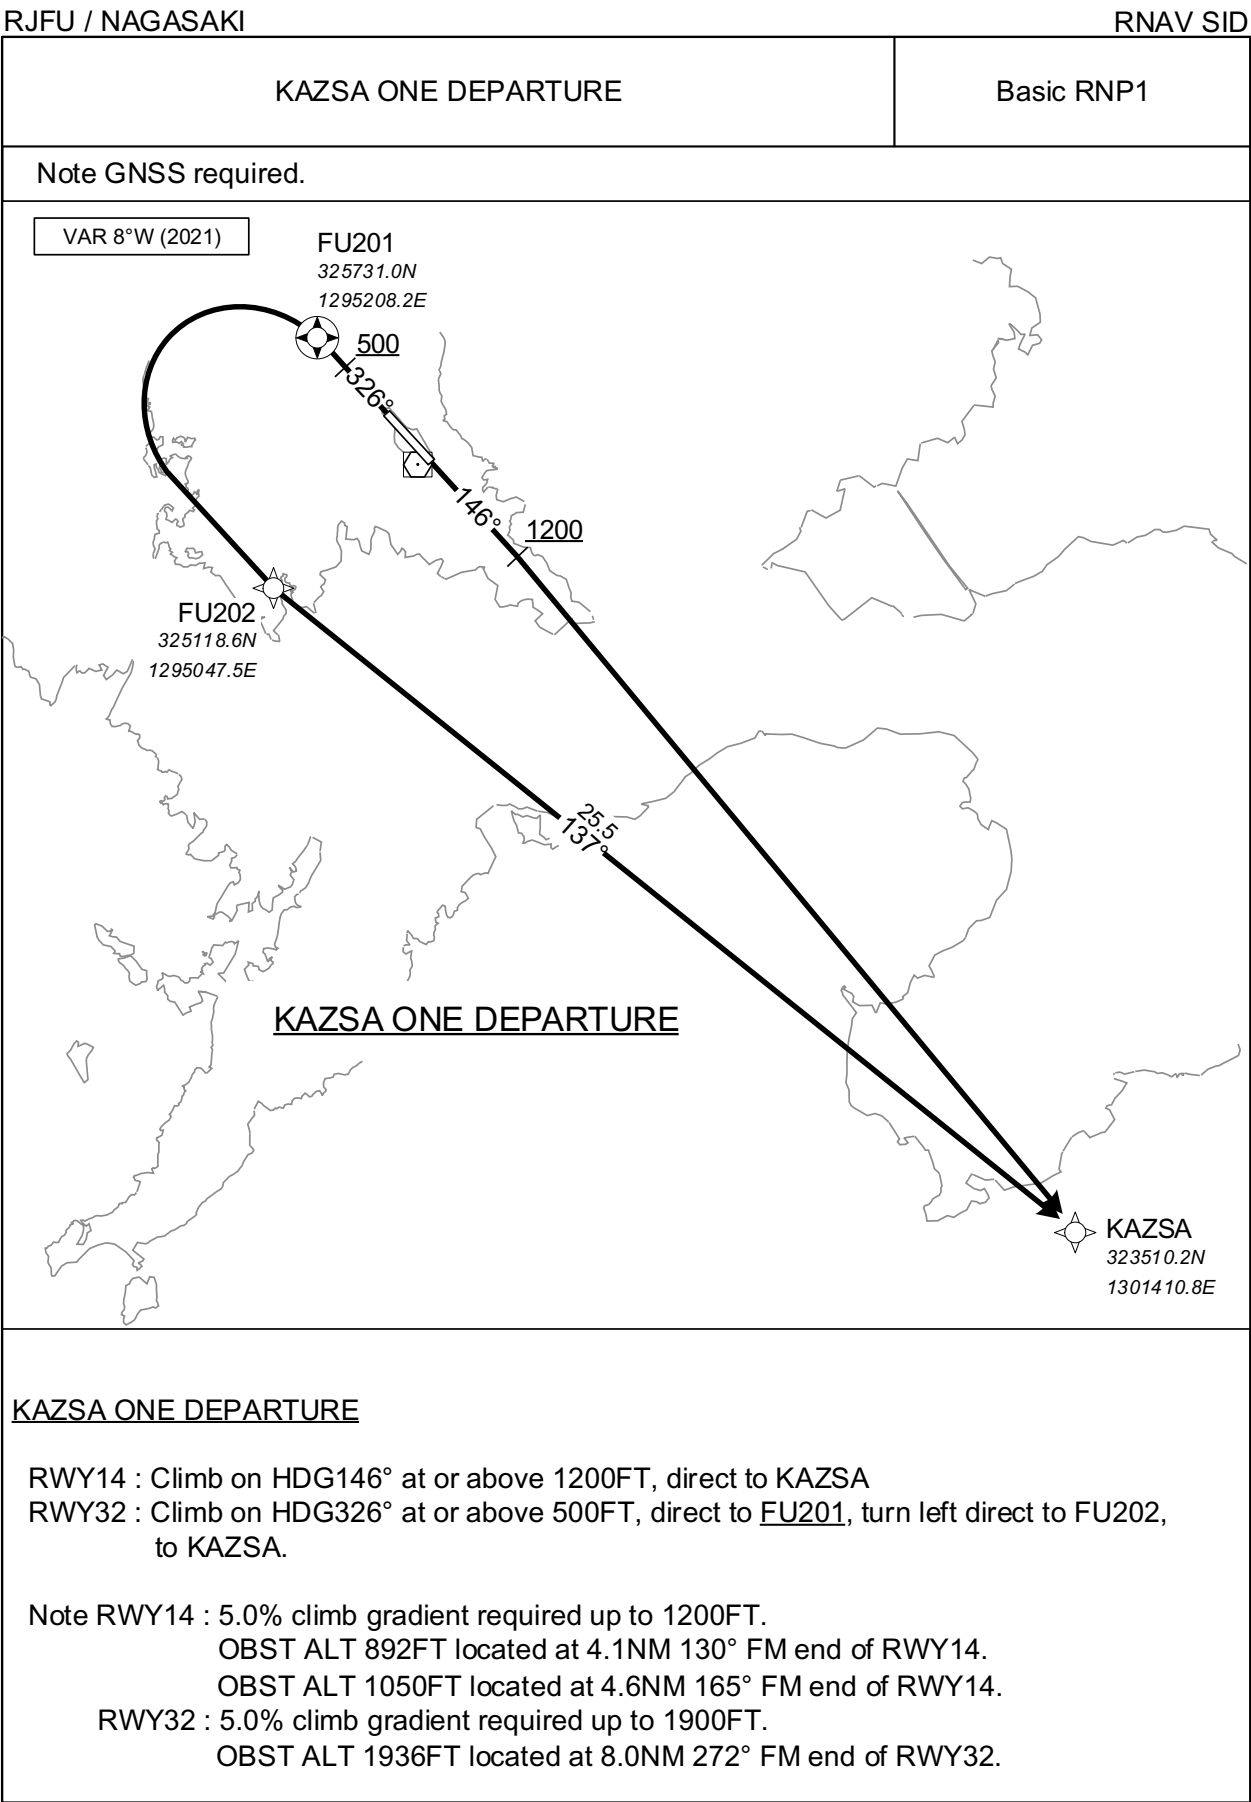 RJFU / NAGASAKI
RNAV SID
KAZSA ONE DEPARTURE
Basic RNP1
Note GNSS required.
VAR 8°W (2021)
FU201
325731.0N
1295208.2E
500
326°
146°
1200
FU202
325118.6N
1295047.5E
25.5
137°
KAZSA ONE DEPARTURE
KAZSA
323510.2N
1301410.8E
KAZSA ONE DEPARTURE
RWY14 : Climb on HDG146° at or above 1200FT, direct to KAZSA
RWY32 : Climb on HDG326° at or above 500FT, direct to FU201, turn left direct to FU202,
to KAZSA.
Note RWY14 : 5.0% climb gradient required up to 1200FT.
OBST ALT 892FT located at 4.1NM 130° FM end of RWY14.
OBST ALT 1050FT located at 4.6NM 165° FM end of RWY14.
RWY32 : 5.0% climb gradient required up to 1900FT.
OBST ALT 1936FT located at 8.0NM 272° FM end of RWY32.